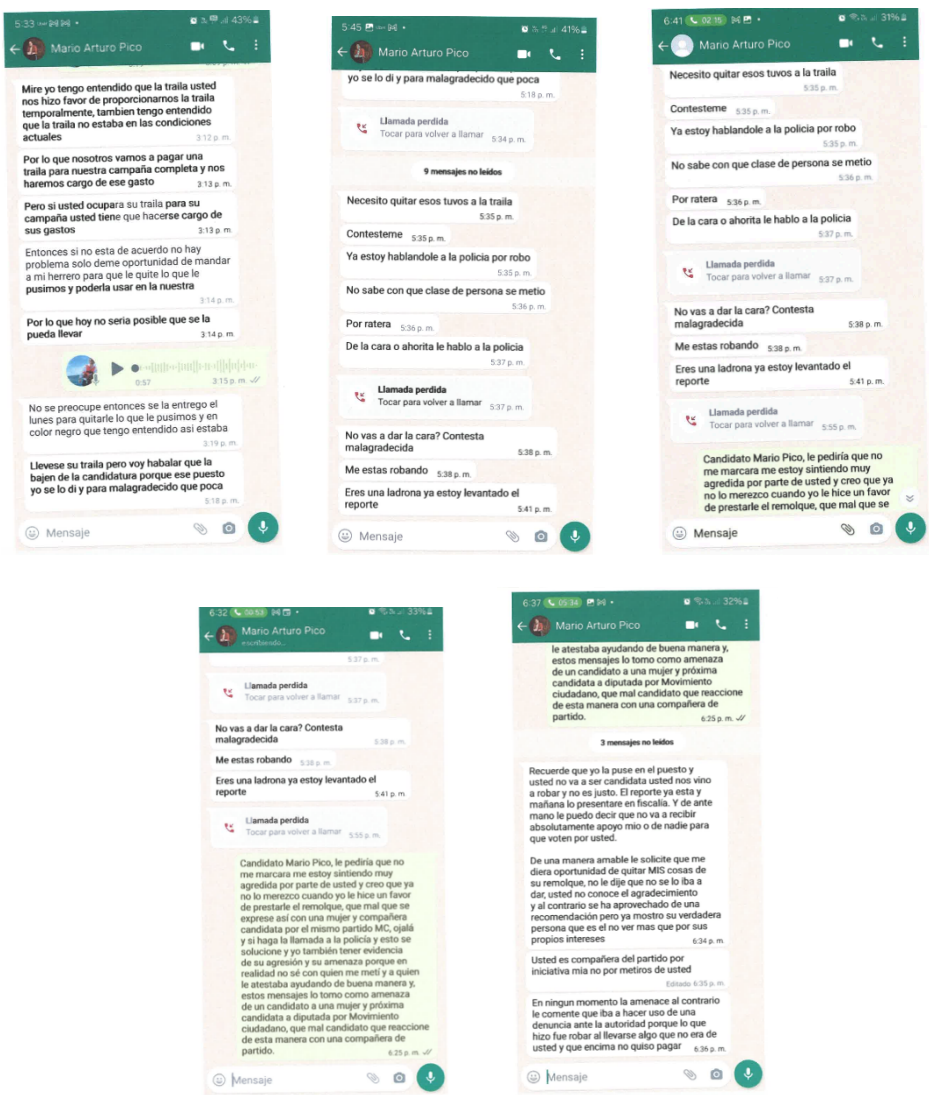 5:33 43%
Mario Arturo Pico
Mire yo tengo entendido que la traila usted
nos hizo favor de proporcionarnos la traila
temporalmente, tambien tengo entendido
que la traila no estaba en las condiciones
actuales
3:12 p. m.
Por lo que nosotros vamos a pagar una
traila para nuestra campaña completa y nos
haremos cargo de ese gasto
3:13 p. m.
Pero si usted ocupara su traila para su
campaña usted tiene que hacerse cargo de
sus gastos
3:13 p. m.
Entonces si no esta de acuerdo no hay
problema solo deme oportunidad de mandar
a mi herrero para que le quite lo que le
pusimos y poderla usar en la nuestra
3:14 p. m.
Por lo que hoy no seria posible que se la
pueda llevar
3:14 p. m.
0:57 3:15 p. m.
No se preocupe entonces se la entrego el
lunes para quitarle lo que le pusimos y en
color negro que tengo entendido asi estaba
3:19 p. m.
Llevese su traila pero voy habalar que la
bajen de la candidatura porque ese puesto
yo se lo di y para malagradecido que poca
5:18 p. m.
Mensaje
5:45 41%
Mario Arturo Pico
yo se lo di y para malagradecido que poca
5:18 p. m.
Llamada perdida
Tocar para volver a llamar 5:34 p. m.
9 mensajes no leídos
Necesito quitar esos tuvos a la traila
5:35 p. m.
Contesteme 5:35 p. m.
Ya estoy hablandole a la policia por robo
5:35 p. m.
No sabe con que clase de persona se metio
5:36 p. m.
Por ratera 5:36 p. m.
De la cara o ahorita le hablo a la policia
5:37 p. m.
Llamada perdida
Tocar para volver a llamar 5:37 p. m.
No vas a dar la cara? Contesta
malagradecida
5:38 p. m.
Me estas robando 5:38 p. m.
Eres una ladrona ya estoy levantado el
reporte
5:41 p. m.
Mensaje
6:41 02:15 31%
Mario Arturo Pico
Necesito quitar esos tuvos a la traila
5:35 p. m.
Contesteme 5:35 p. m.
Ya estoy hablandole a la policia por robo
5:35 p. m.
No sabe con que clase de persona se metio
5:36 p. m.
Por ratera 5:36 p. m.
De la cara o ahorita le hablo a la policia
5:37 p. m.
Llamada perdida
Tocar para volver a llamar 5:37 p. m.
No vas a dar la cara? Contesta
malagradecida
5:38 p. m.
Me estas robando 5:38 p. m.
Eres una ladrona ya estoy levantado el
reporte
5:41 p. m.
Llamada perdida
Tocar para volver a llamar 5:55 p. m.
Candidato Mario Pico, le pediría que no
me marcara me estoy sintiendo muy
agredida por parte de usted y creo que ya
no lo merezco cuando yo le hice un favor
de prestarle el remolque, que mal que se
Mensaje
6:32 00:53 33%
Mario Arturo Pico
escribiendo...
5:37 p. m.
Llamada perdida
Tocar para volver a llamar 5:37 p. m.
No vas a dar la cara? Contesta
malagradecida
5:38 p. m.
Me estas robando 5:38 p. m.
Eres una ladrona ya estoy levantado el
reporte
5:41 p. m
Llamada perdida
Tocar para volver a llamar 5:55 p. m.
Candidato Mario Pico, le pediría que no
me marcara me estoy sintiendo muy
agredida por parte de usted y creo que ya
no lo merezco cuando yo le hice un favor
de prestarle el remolque, que mal que se
exprese así con una mujer y compañera
candidata por el mismo partido MC, ojalá
y si haga la llamada a la policía y esto se
solucione y yo también tener evidencia
de su agresión y su amenaza porque en
realidad no sé con quien me metí y a quien
le atestaba ayudando de buena manera y,
estos mensajes lo tomo como amenaza
de un candidato a una mujer y próxima
candidata a diputada por Movimiento
ciudadano, que mal candidato que reaccione
de esta manera con una compañera de
partido.
6:25 p. m.
Mensaje
6:37 05:34 32%
Mario Arturo Pico
le atestaba ayudando de buena manera y,
estos mensajes lo tomo como amenaza
de un candidato a una mujer y próxima
candidata a diputada por Movimiento
ciudadano, que mal candidato que reaccione
de esta manera con una compañera de
partido.
6:25 p. m.
3 mensajes no leídos
Recuerde que yo la puse en el puesto y
usted no va a ser candidata usted nos vino
a robar y no es justo. El reporte ya esta y
mañana lo presentare en fiscalía. Y de ante
mano le puedo decir que no va a recibir
absolutamente apoyo mio o de nadie para
que voten por usted.
De una manera amable le solicite que me
diera oportunidad de quitar MIS cosas de
su remolque, no le dije que no se lo iba a
dar, usted no conoce el agradecimiento
y al contrario se ha aprovechado de una
recomendación pero ya mostro su verdadera
persona que es el no ver mas que por sus
propios intereses
6:34 p. m.
Usted es compañera del partido por
iniciativa mia no por metiros de usted
Editado 6:35 p. m.
En ningun momento la amenace al contrario
le comente que iba a hacer uso de una
denuncia ante la autoridad porque lo que
hizo fue robar al llevarse algo que no era de
usted y que encima no quiso pagar
6:36 p. m.
Mensaje